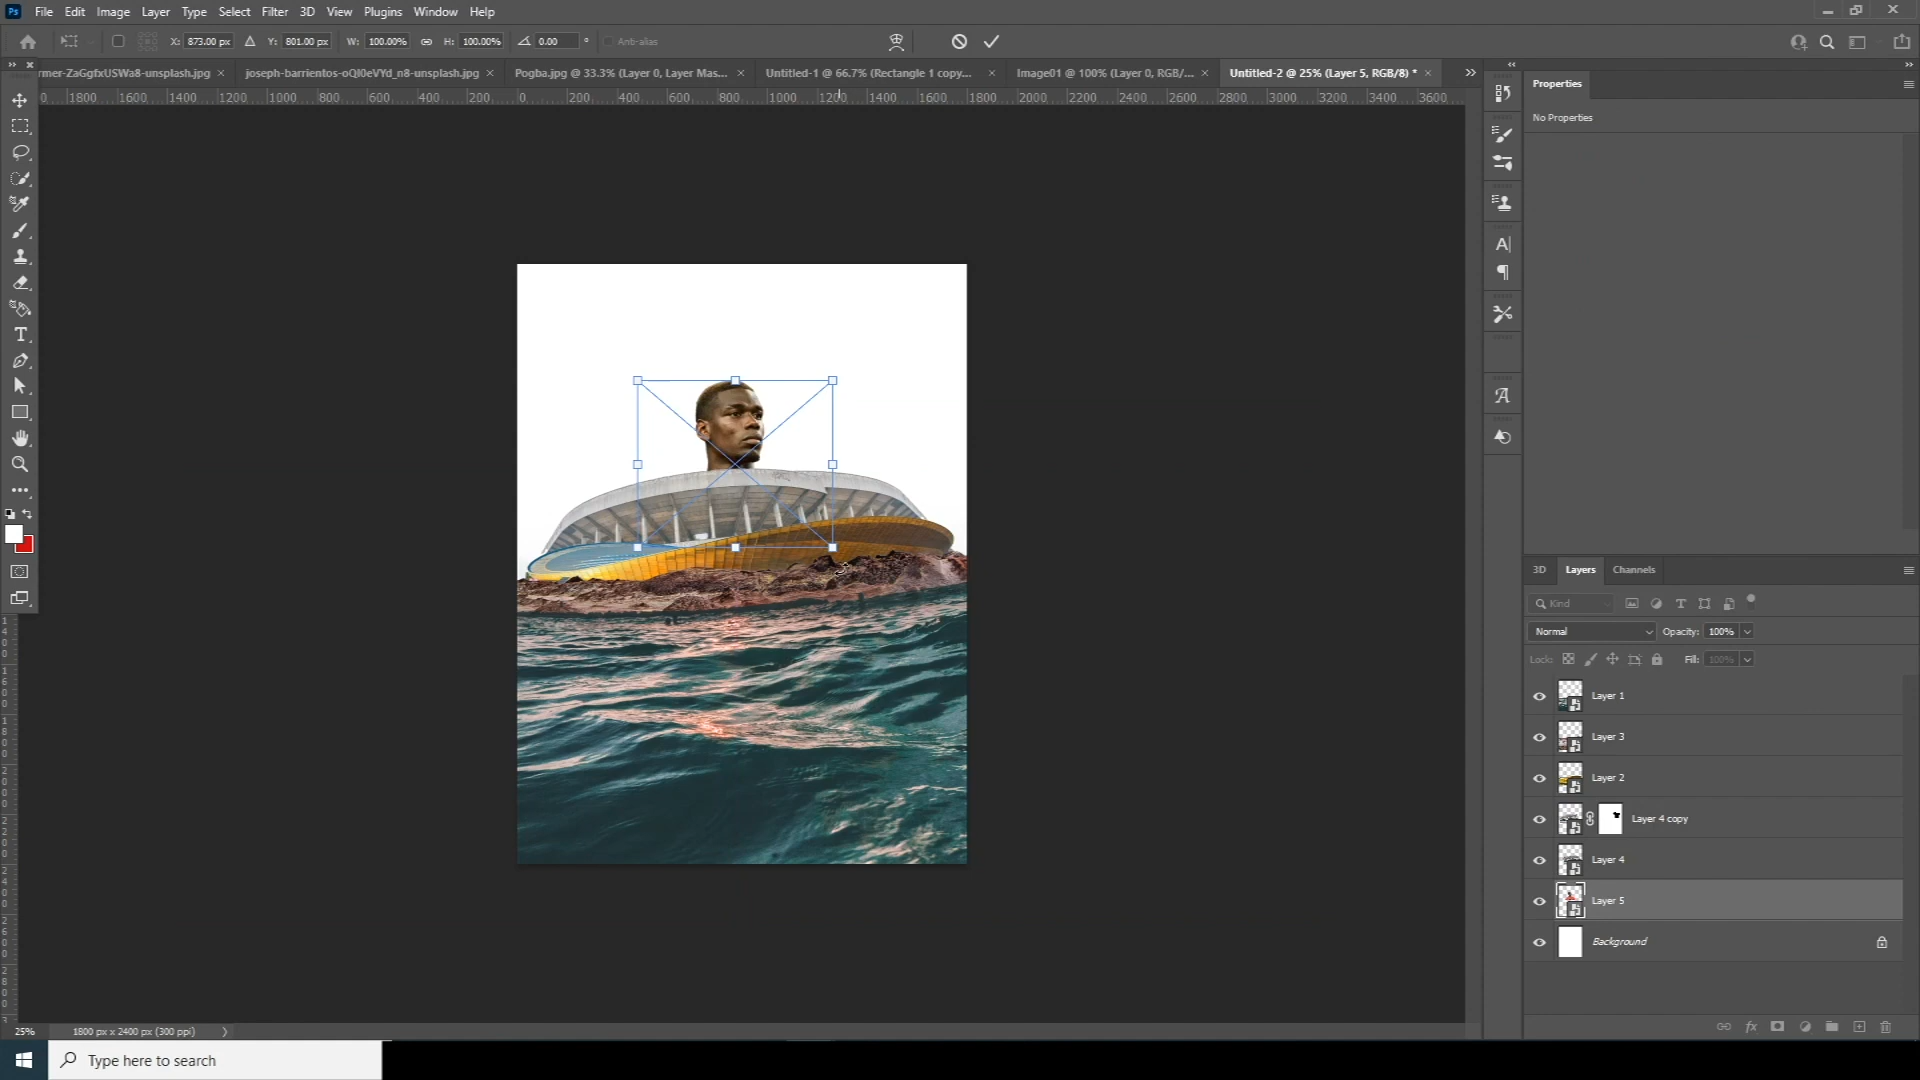 Ps File Edit Image Layer Type Select Filter 3D View Plugins Window Help
X: 873.00 px Y: 801.00 px W: 100.00% H: 100.00% 0.00 ° Anti-alias
rmer-ZaGgfxUSWa8-unsplash.jpg × joseph-barrientos-oQl0eVYd_n8-unsplash.jpg × Pogba.jpg @ 33.3% (Layer 0, Layer Mas... × Untitled-1 @ 66.7% (Rectangle 1 copy... × Image01 @ 100% (Layer 0, RGB/... × Untitled-2 @ 25% (Layer 5, RGB/8) * ×
0 1800 1600 1400 1200 1000 800 600 400 200 0 200 400 600 800 1000 1200 1400 1600 1800 2000 2200 2400 2600 2800 3000 3200 3400 3600
Properties
No Properties
3D Layers Channels
Kind
Normal Opacity: 100%
Lock: Fill: 100%
Layer 1
Layer 3
Layer 2
Layer 4 copy
Layer 4
Layer 5
Background
fx
25% 1800 px x 2400 px (300 ppi)
Type here to search